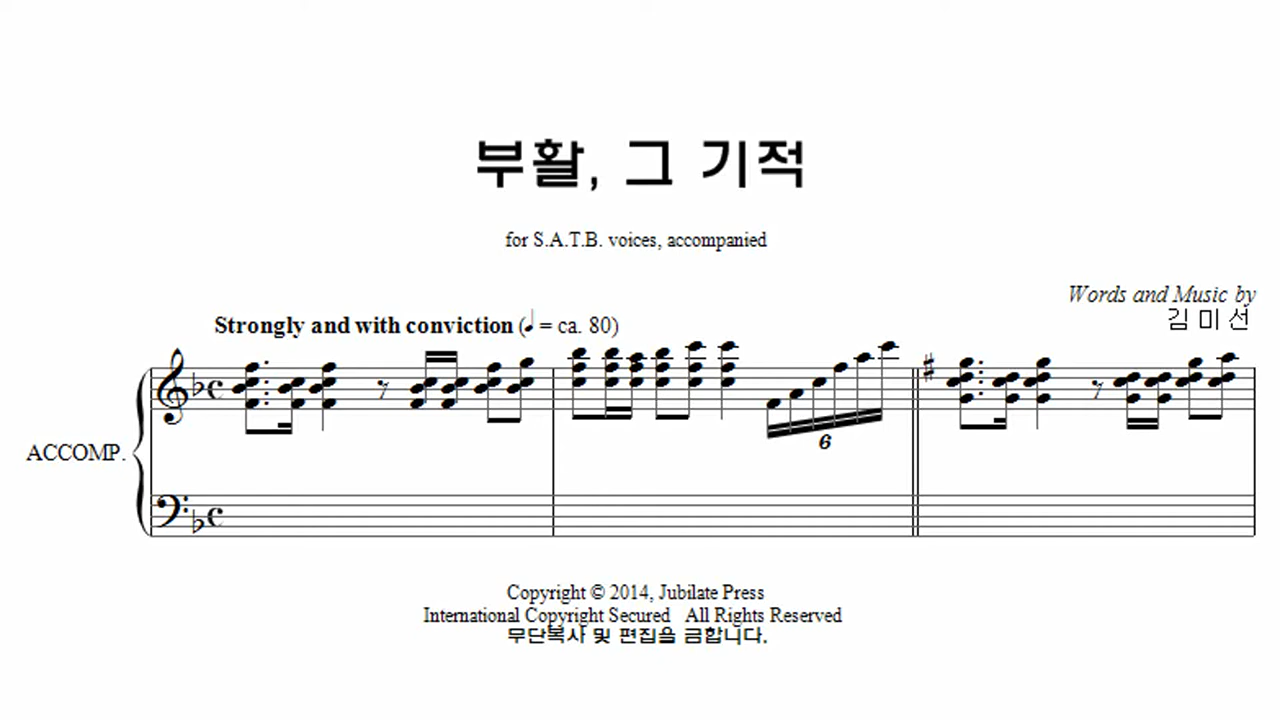 부활, 그 기적
for S.A.T.B. voices, accompanied
Words and Music by
김 미 선
Strongly and with conviction (♩ = ca. 80)
ACCOMP.
6
Copyright © 2014, Jubilate Press
International Copyright Secured All Rights Reserved
무단복사 및 편집을 금합니다.